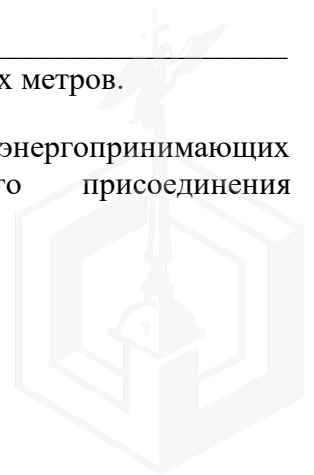 х метров.
энергопринимающих
го присоединения